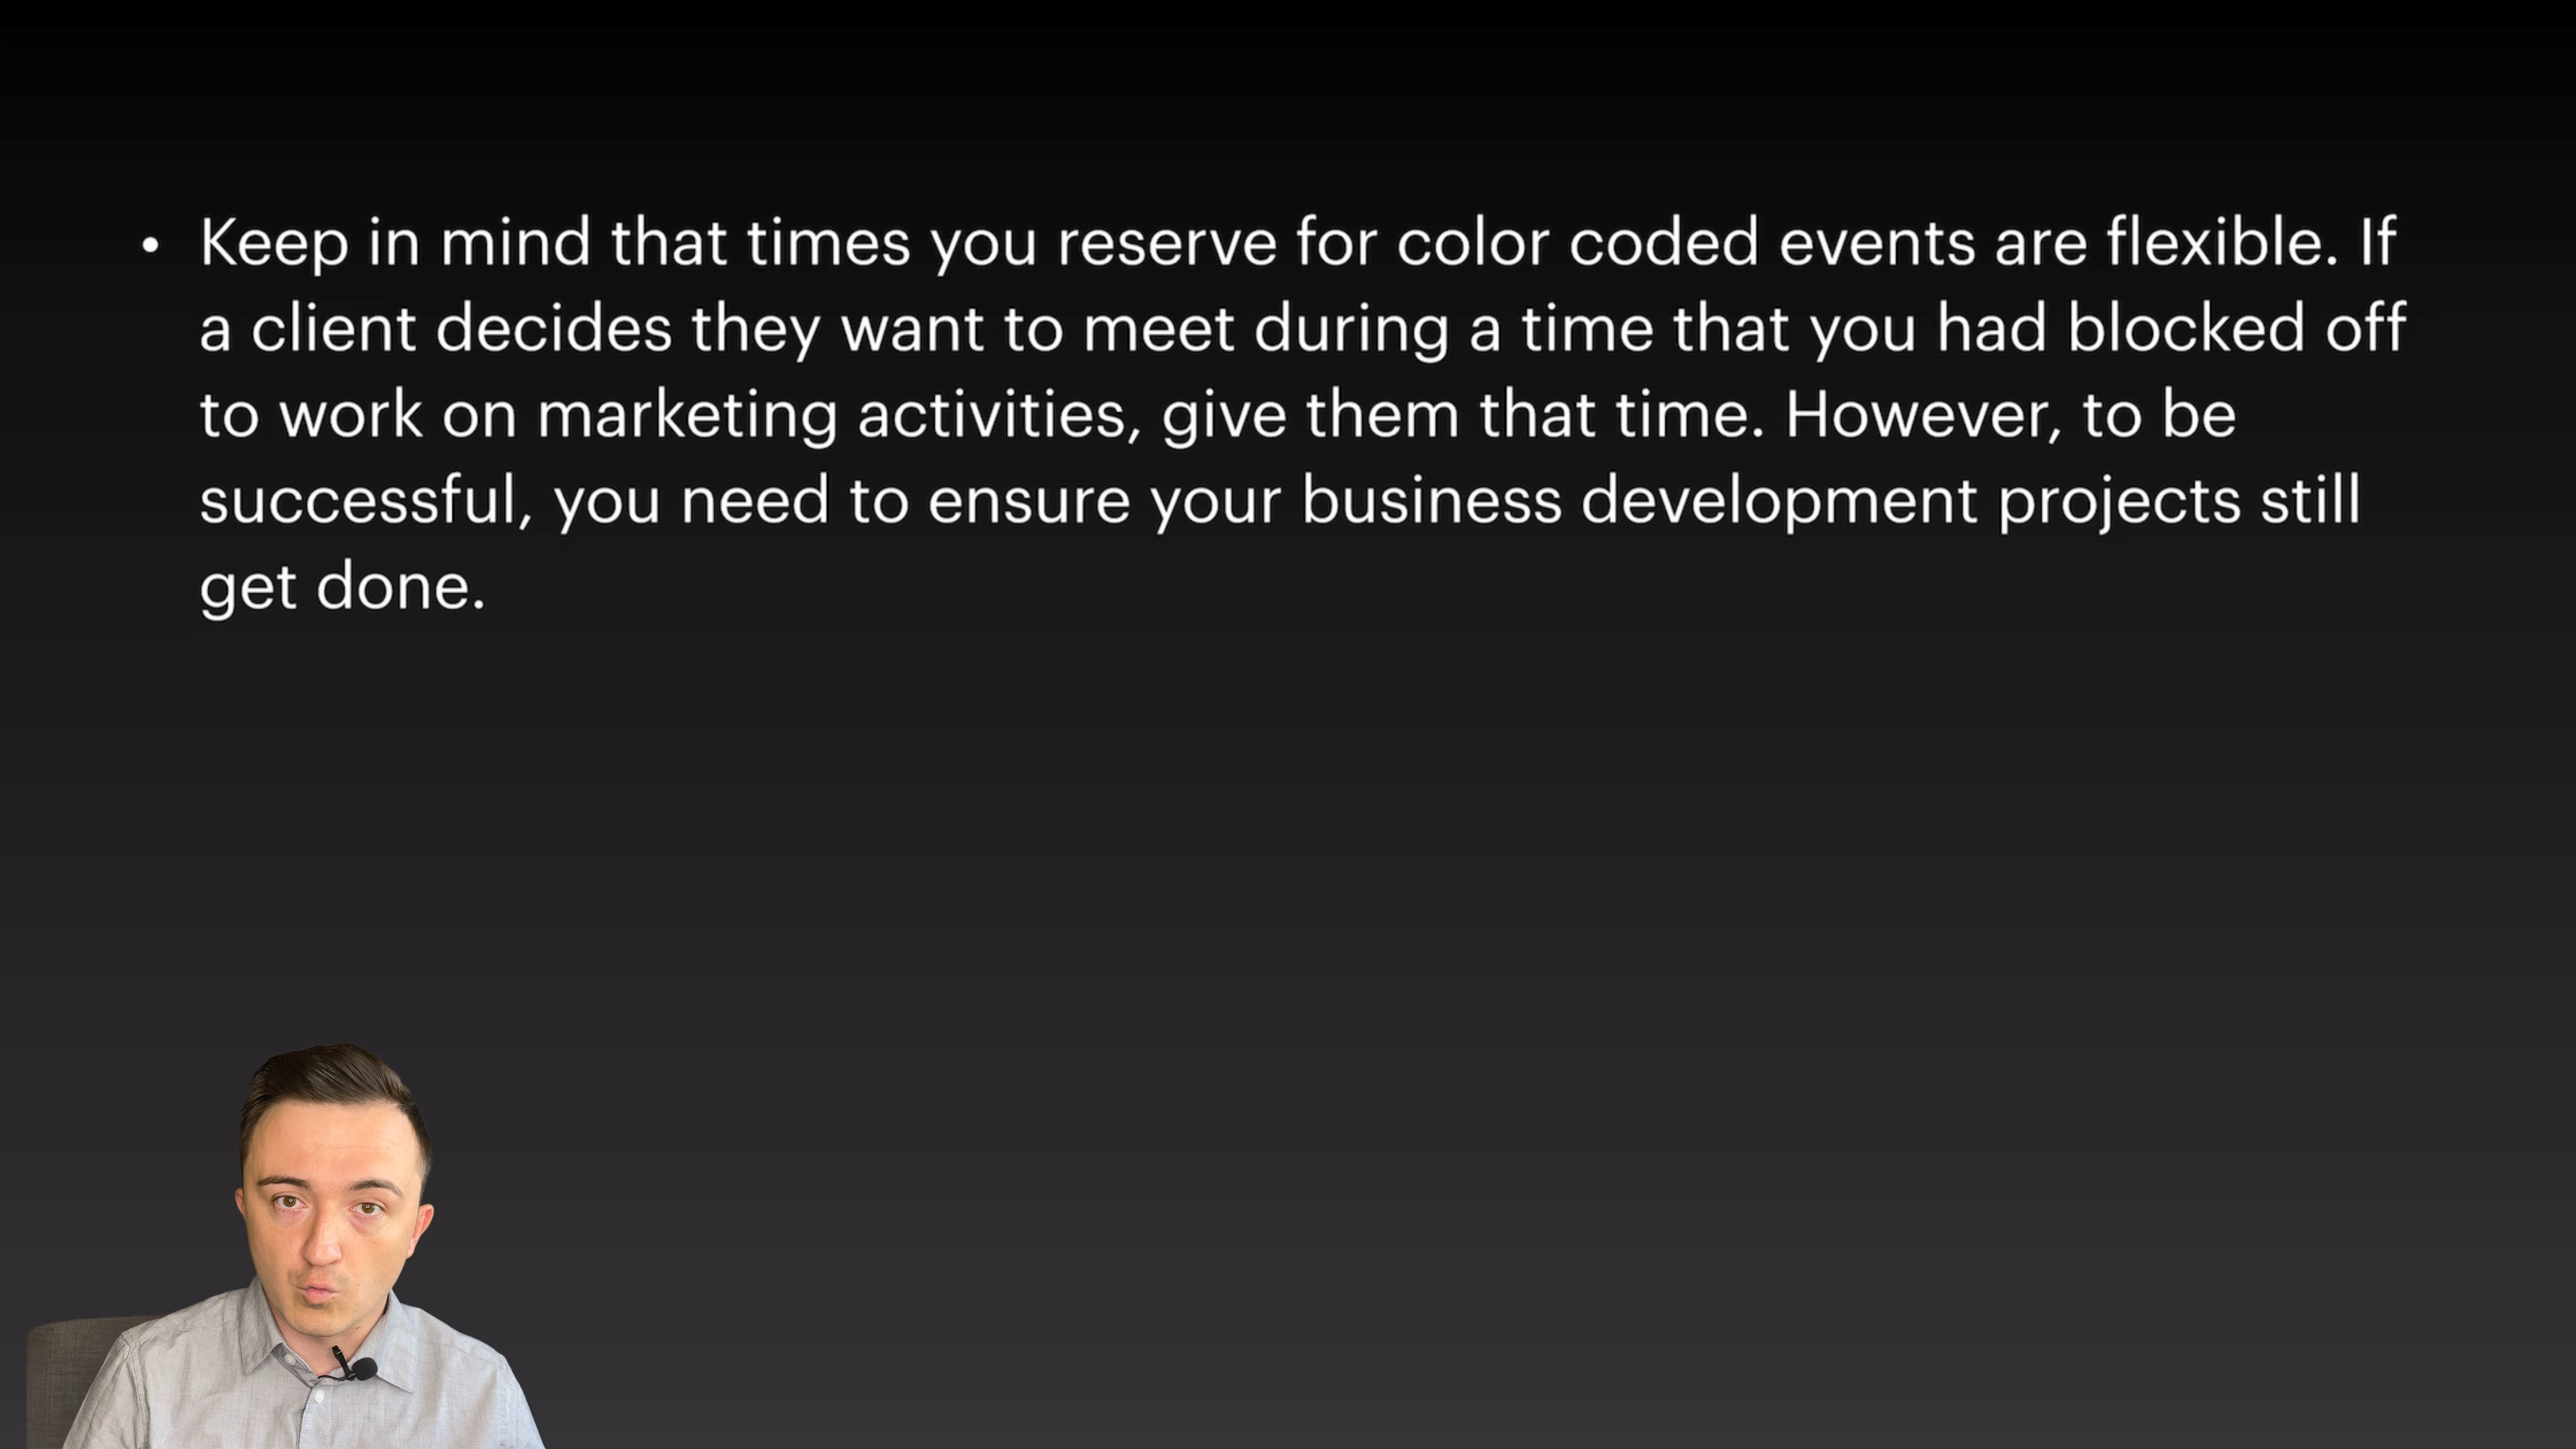 • Keep in mind that times you reserve for color coded events are flexible. If
a client decides they want to meet during a time that you had blocked off
to work on marketing activities, give them that time. However, to be
successful, you need to ensure your business development projects still
get done.